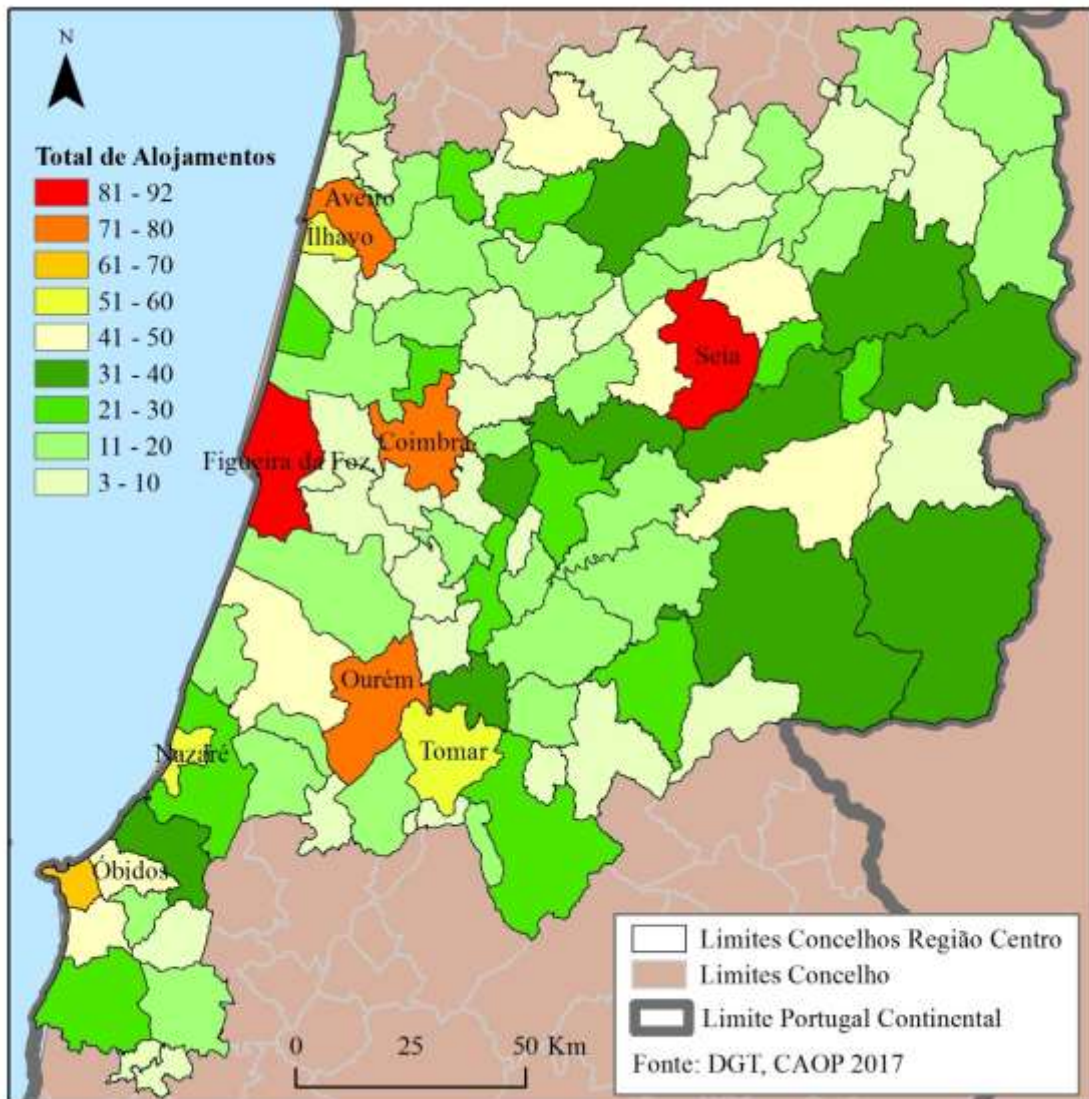 N
Total de Alojamentos
81 - 92
71 - 80
61 - 70
51 - 60
41 - 50
31 - 40
21 - 30
11 - 20
3 - 10
Aveiro
Ílhavo
Seia
Coimbra
Figueira da Foz
Ourém
Nazaré
Tomar
Óbidos
0 25 50 Km
Limites Concelhos Região Centro
Limites Concelho
Limite Portugal Continental
Fonte: DGT, CAOP 2017